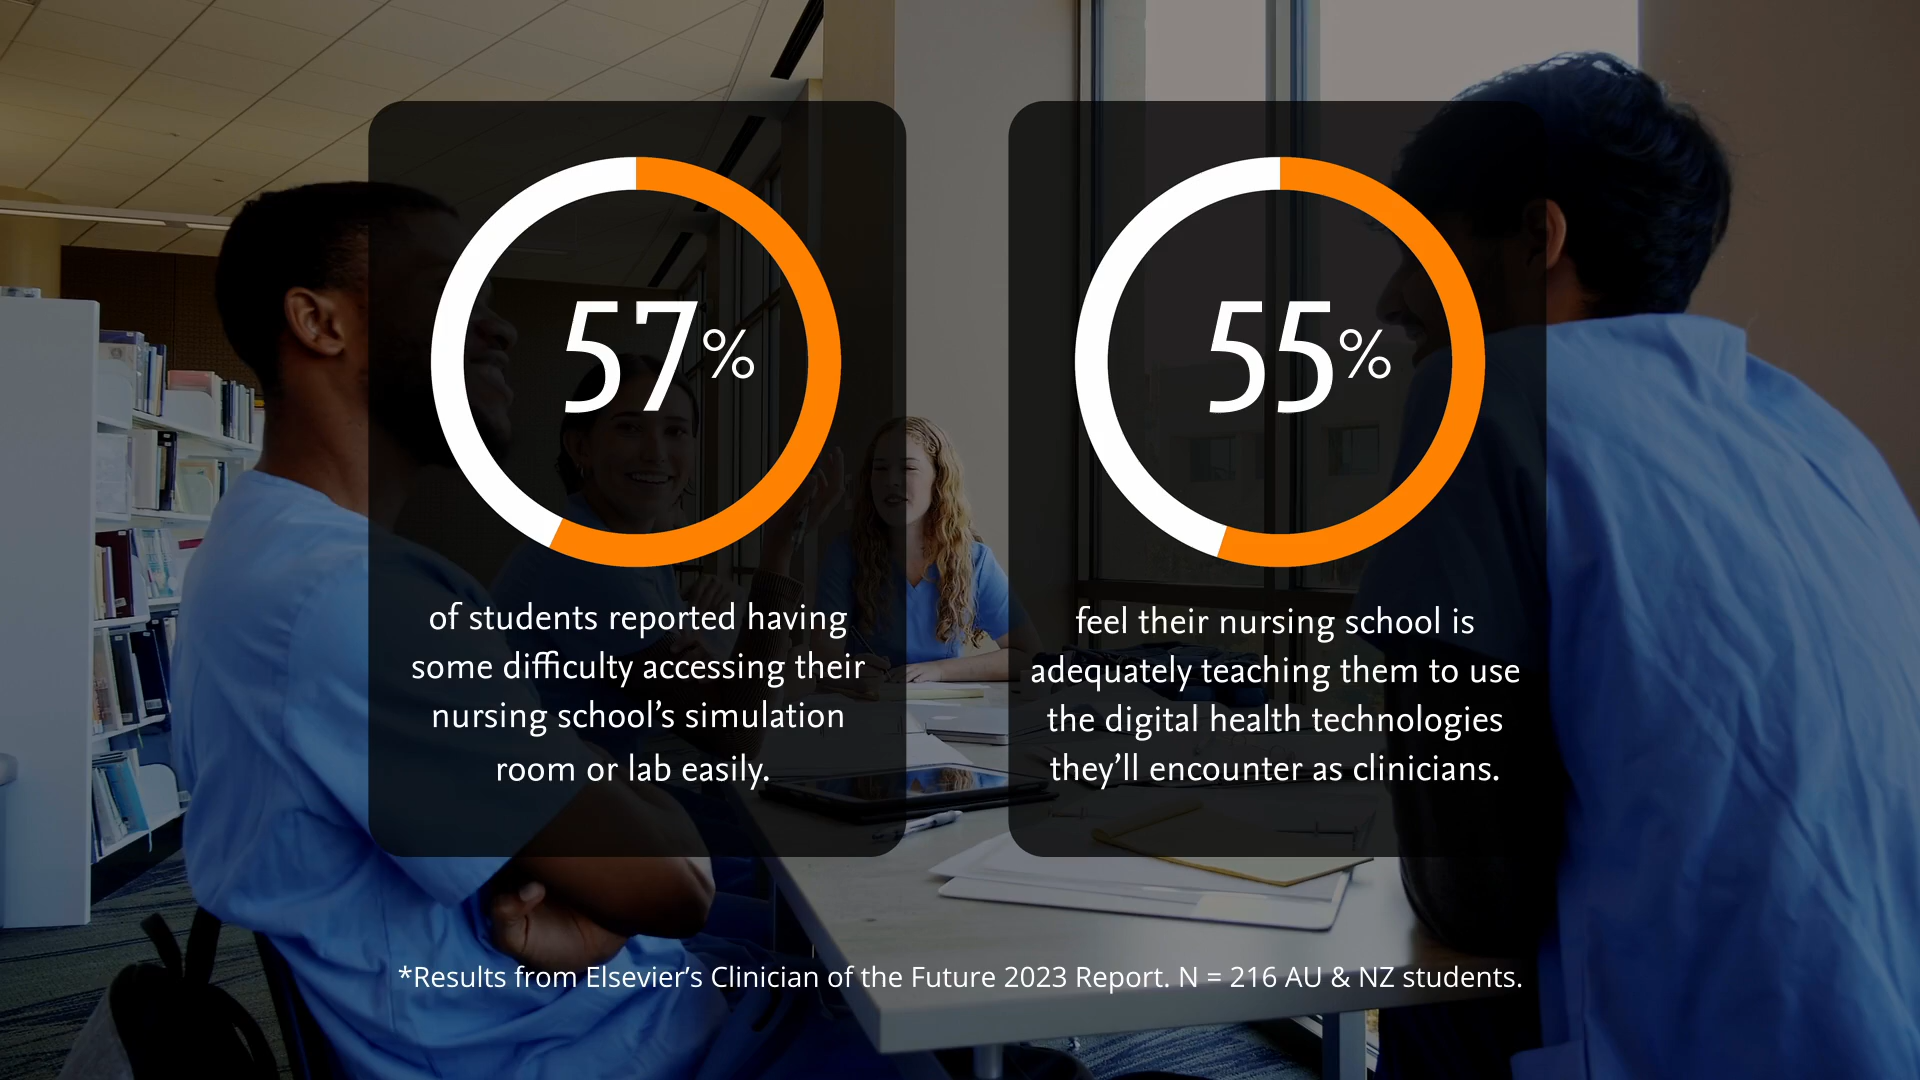 57%
of students reported having
some difficulty accessing their
nursing school’s simulation
room or lab easily.
55%
feel their nursing school is
adequately teaching them to use
the digital health technologies
they’ll encounter as clinicians.
*Results from Elsevier’s Clinician of the Future 2023 Report. N = 216 AU & NZ students.